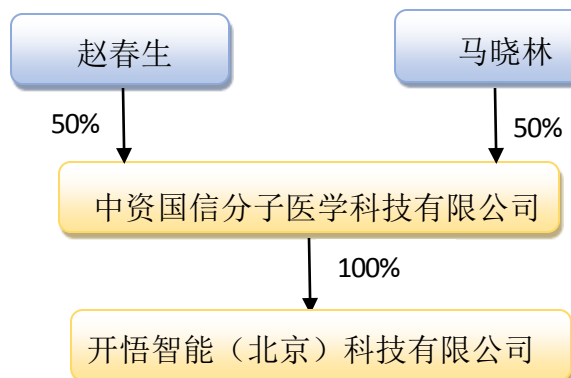 赵春生
马晓林
50%
50%
中资国信分子医学科技有限公司
100%
开悟智能（北京）科技有限公司